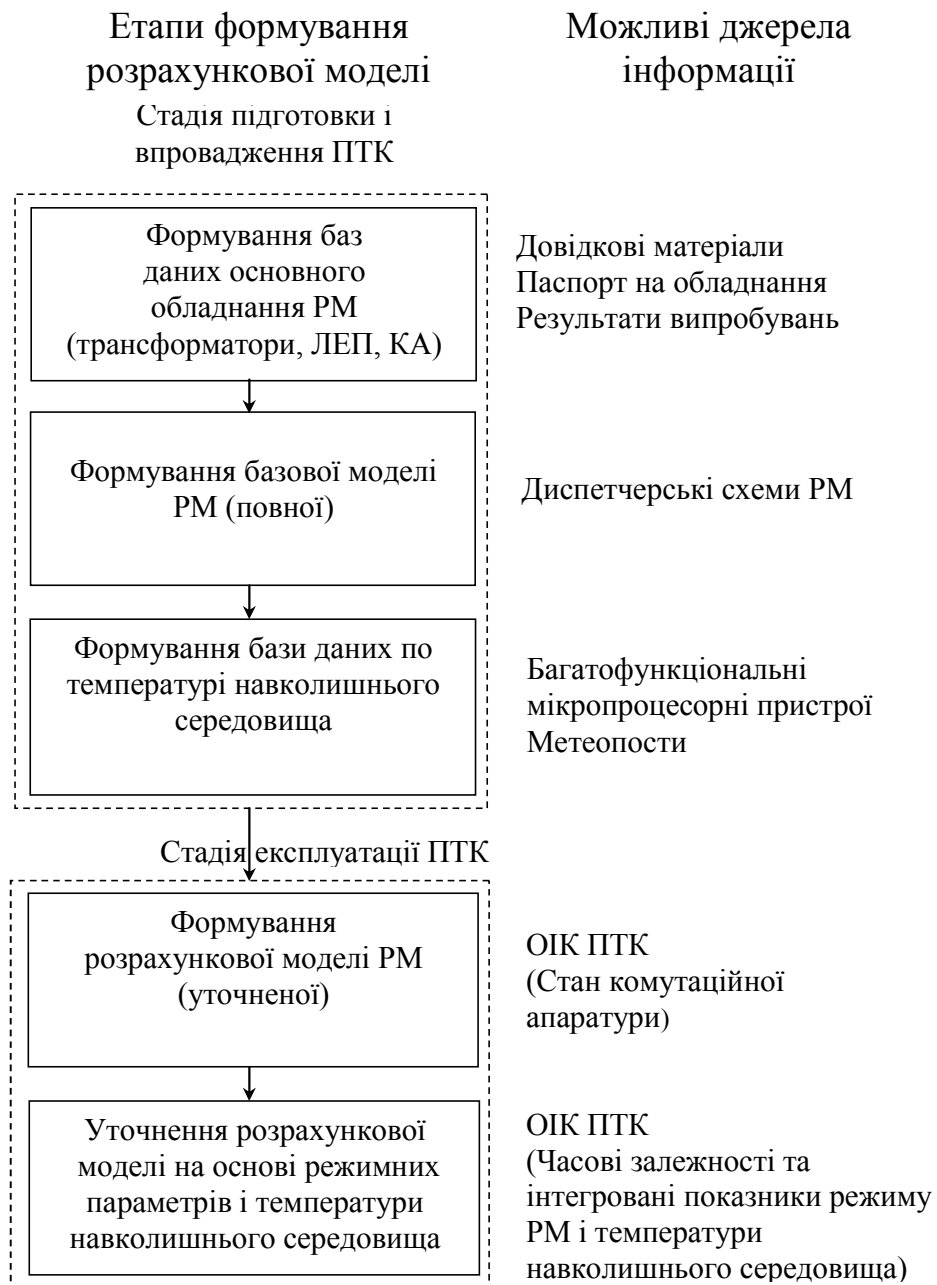 Етапи формування
розрахункової моделі
Можливі джерела
інформації
Стадія підготовки і
впровадження ПТК
Формування баз
даних основного
обладнання РМ
(трансформатори, ЛЕП, КА)
Довідкові матеріали
Паспорт на обладнання
Результати випробувань
Формування базової моделі
РМ (повної)
Диспетчерські схеми РМ
Формування бази даних по
температурі навколишнього
середовища
Багатофункціональні
мікропроцесорні пристрої
Метеопости
Стадія експлуатації ПТК
Формування
розрахункової моделі РМ
(уточненої)
ОІК ПТК
(Стан комутаційної
апаратури)
Уточнення розрахункової
моделі на основі режимних
параметрів і температури
навколишнього середовища
ОІК ПТК
(Часові залежності та
інтегровані показники режиму
РМ і температури
навколишнього середовища)